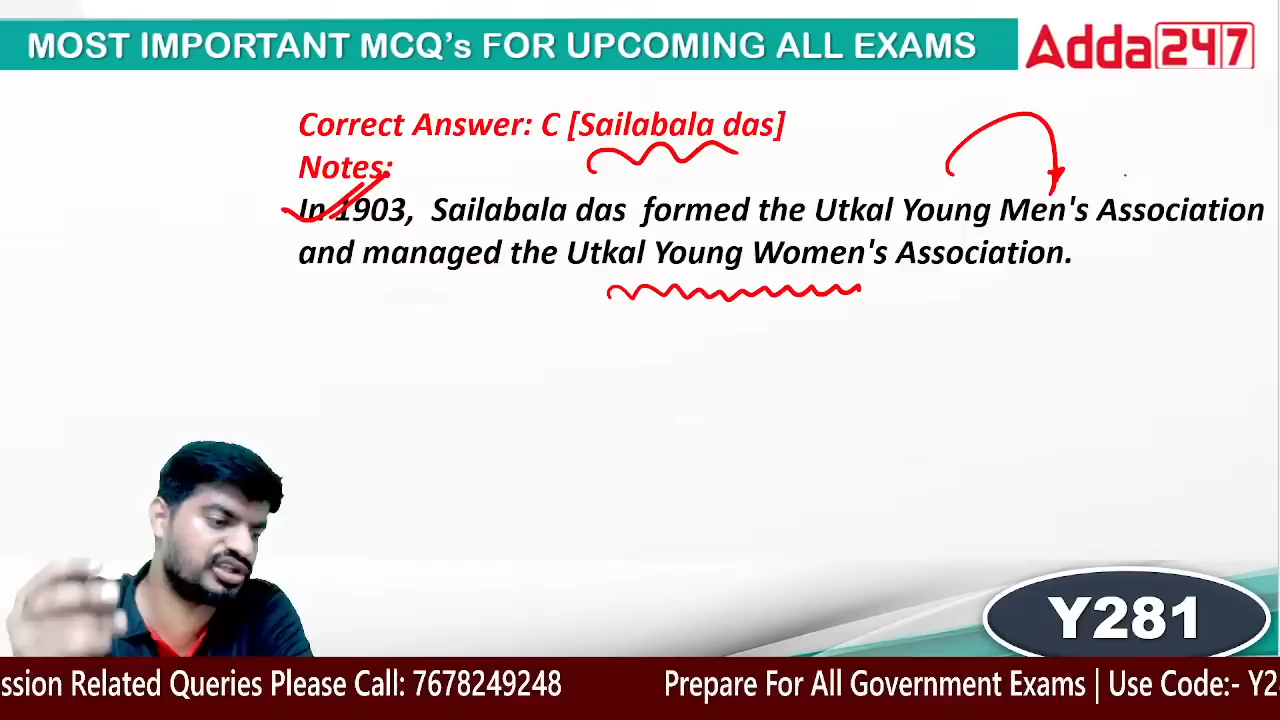 MOST IMPORTANT MCQ’s FOR UPCOMING ALL EXAMS
Adda247
Correct Answer: C [Sailabala das]
Notes:
In 1903, Sailabala das formed the Utkal Young Men's Association
and managed the Utkal Young Women's Association.
Y281
ssion Related Queries Please Call: 7678249248 Prepare For All Government Exams | Use Code:- Y2